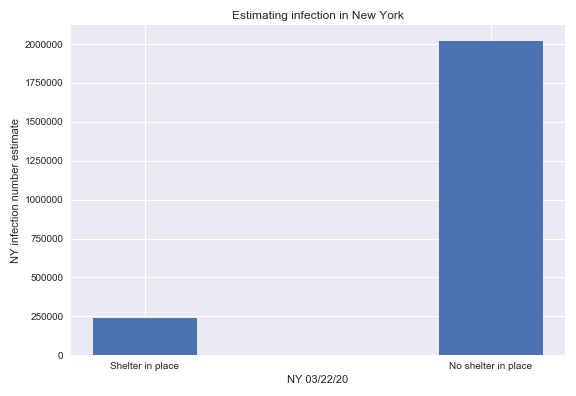 Estimating infection in New York
NY infection number estimate
2000000
1750000
1500000
1250000
1000000
750000
500000
250000
0
Shelter in place
No shelter in place
NY 03/22/20